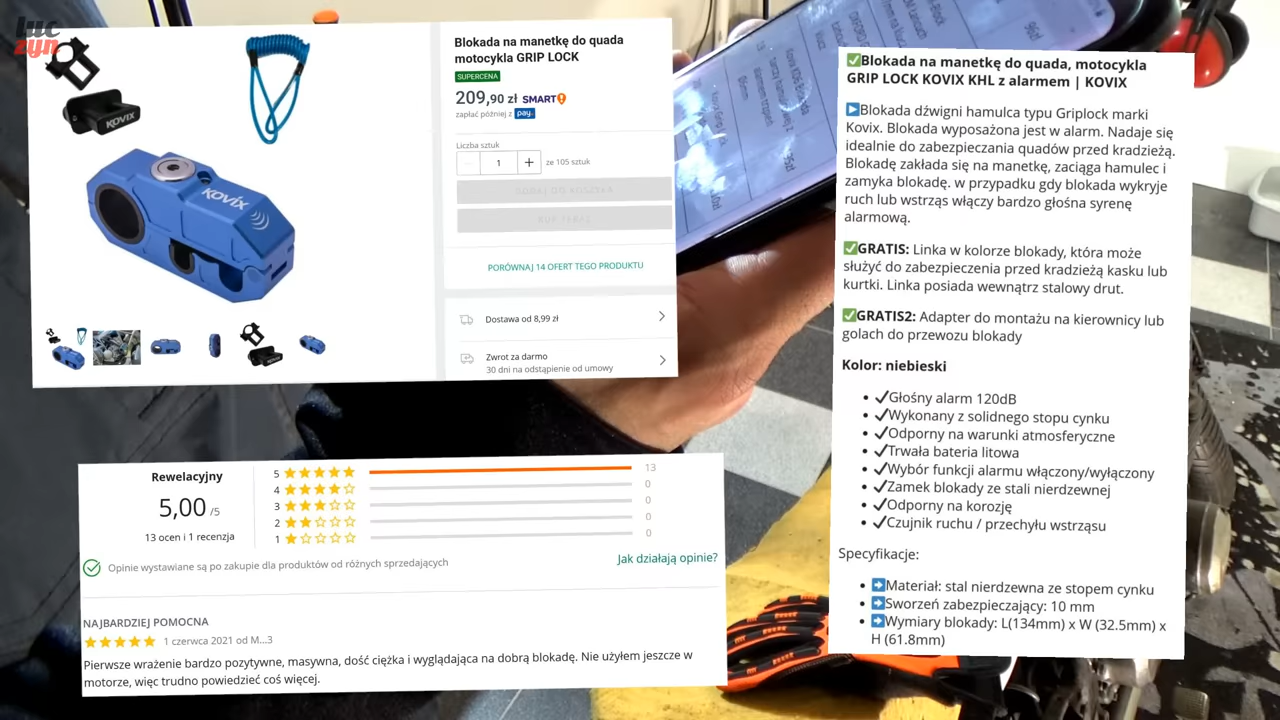 luc
zyn
KOVIX
KOVIX
Blokada na manetkę do quada
motocykla GRIP LOCK
SUPERCENA
209,90 zł SMART!
zapłać później z pay
Liczba sztuk
1 + ze 105 sztuk
DODAJ DO KOSZYKA
KUP TERAZ
PORÓWNAJ 14 OFERT TEGO PRODUKTU
Dostawa od 8,99 zł
Zwrot za darmo
30 dni na odstąpienie od umowy
Rewelacyjny
5,00 /5
13 ocen i 1 recenzja
5 13
4 0
3 0
2 0
1 0
Opinie wystawiane są po zakupie dla produktów od różnych sprzedających
Jak działają opinie?
NAJBARDZIEJ POMOCNA
1 czerwca 2021 od M...3
Pierwsze wrażenie bardzo pozytywne, masywna, dość ciężka i wyglądająca na dobrą blokadę. Nie użyłem jeszcze w
motorze, więc trudno powiedzieć coś więcej.
✅Blokada na manetkę do quada, motocykla
GRIP LOCK KOVIX KHL z alarmem | KOVIX
▶Blokada dźwigni hamulca typu Griplock marki
Kovix. Blokada wyposażona jest w alarm. Nadaje się
idealnie do zabezpieczania quadów przed kradzieżą.
Blokadę zakłada się na manetkę, zaciąga hamulec i
zamyka blokadę. w przypadku gdy blokada wykryje
ruch lub wstrząs włączy bardzo głośna syrenę
alarmową.
✅GRATIS: Linka w kolorze blokady, która może
służyć do zabezpieczenia przed kradzieżą kasku lub
kurtki. Linka posiada wewnątrz stalowy drut.
✅GRATIS2: Adapter do montażu na kierownicy lub
golach do przewozu blokady
Kolor: niebieski
• ✓Głośny alarm 120dB
• ✓Wykonany z solidnego stopu cynku
• ✓Odporny na warunki atmosferyczne
• ✓Trwała bateria litowa
• ✓Wybór funkcji alarmu włączony/wyłączony
• ✓Zamek blokady ze stali nierdzewnej
• ✓Odporny na korozję
• ✓Czujnik ruchu / przechyłu wstrząsu
Specyfikacje:
• ➡Materiał: stal nierdzewna ze stopem cynku
• ➡Sworzeń zabezpieczający: 10 mm
• ➡Wymiary blokady: L(134mm) x W (32.5mm) x
H (61.8mm)